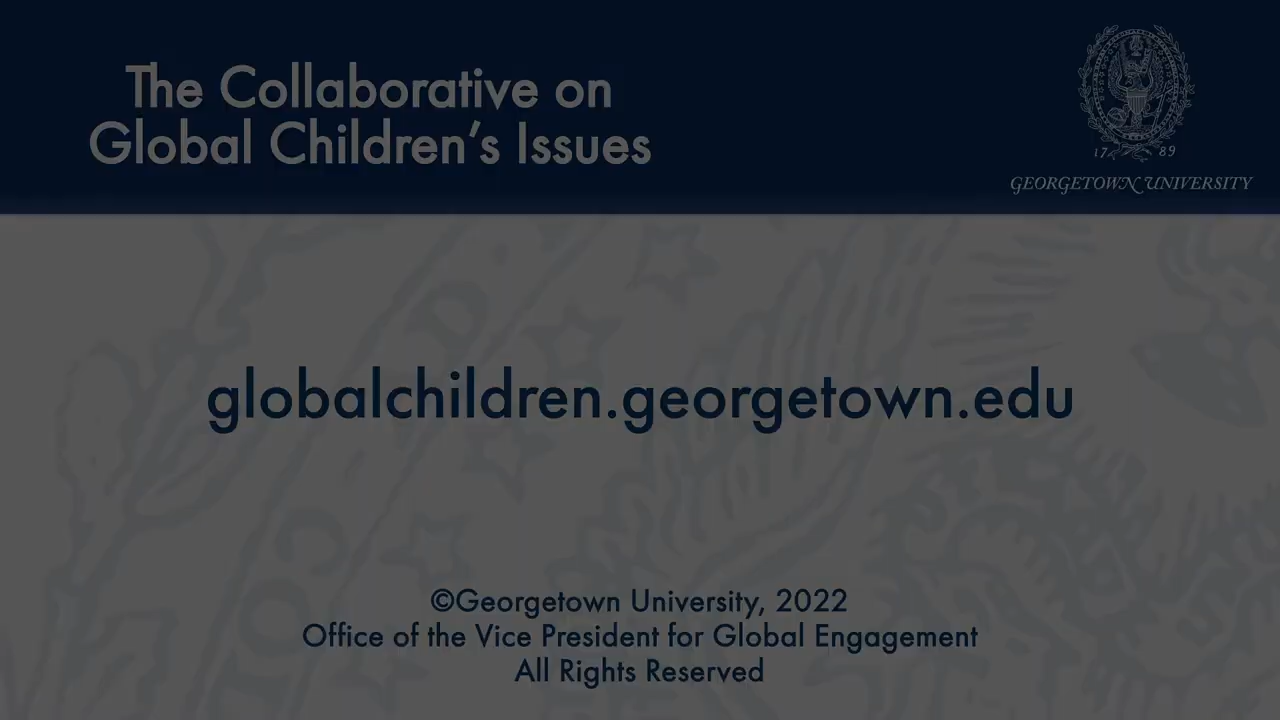 The Collaborative on
Global Children's Issues
17 89
GEORGETOWN UNIVERSITY
globalchildren.georgetown.edu
©Georgetown University, 2022
Office of the Vice President for Global Engagement
All Rights Reserved